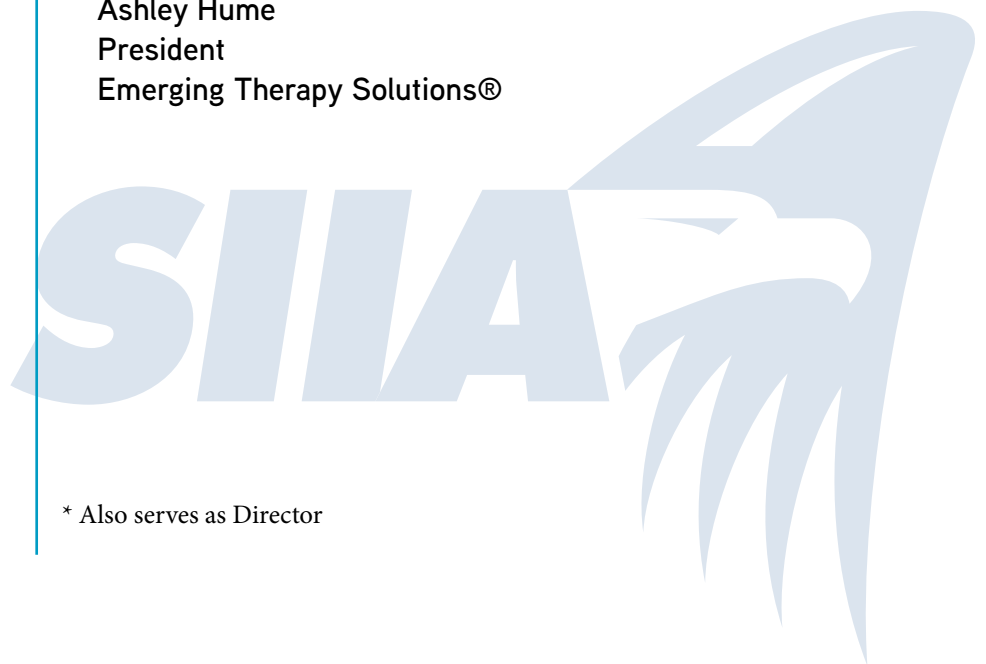 Ashley Hume
President
Emerging Therapy Solutions®
SIIA
* Also serves as Director